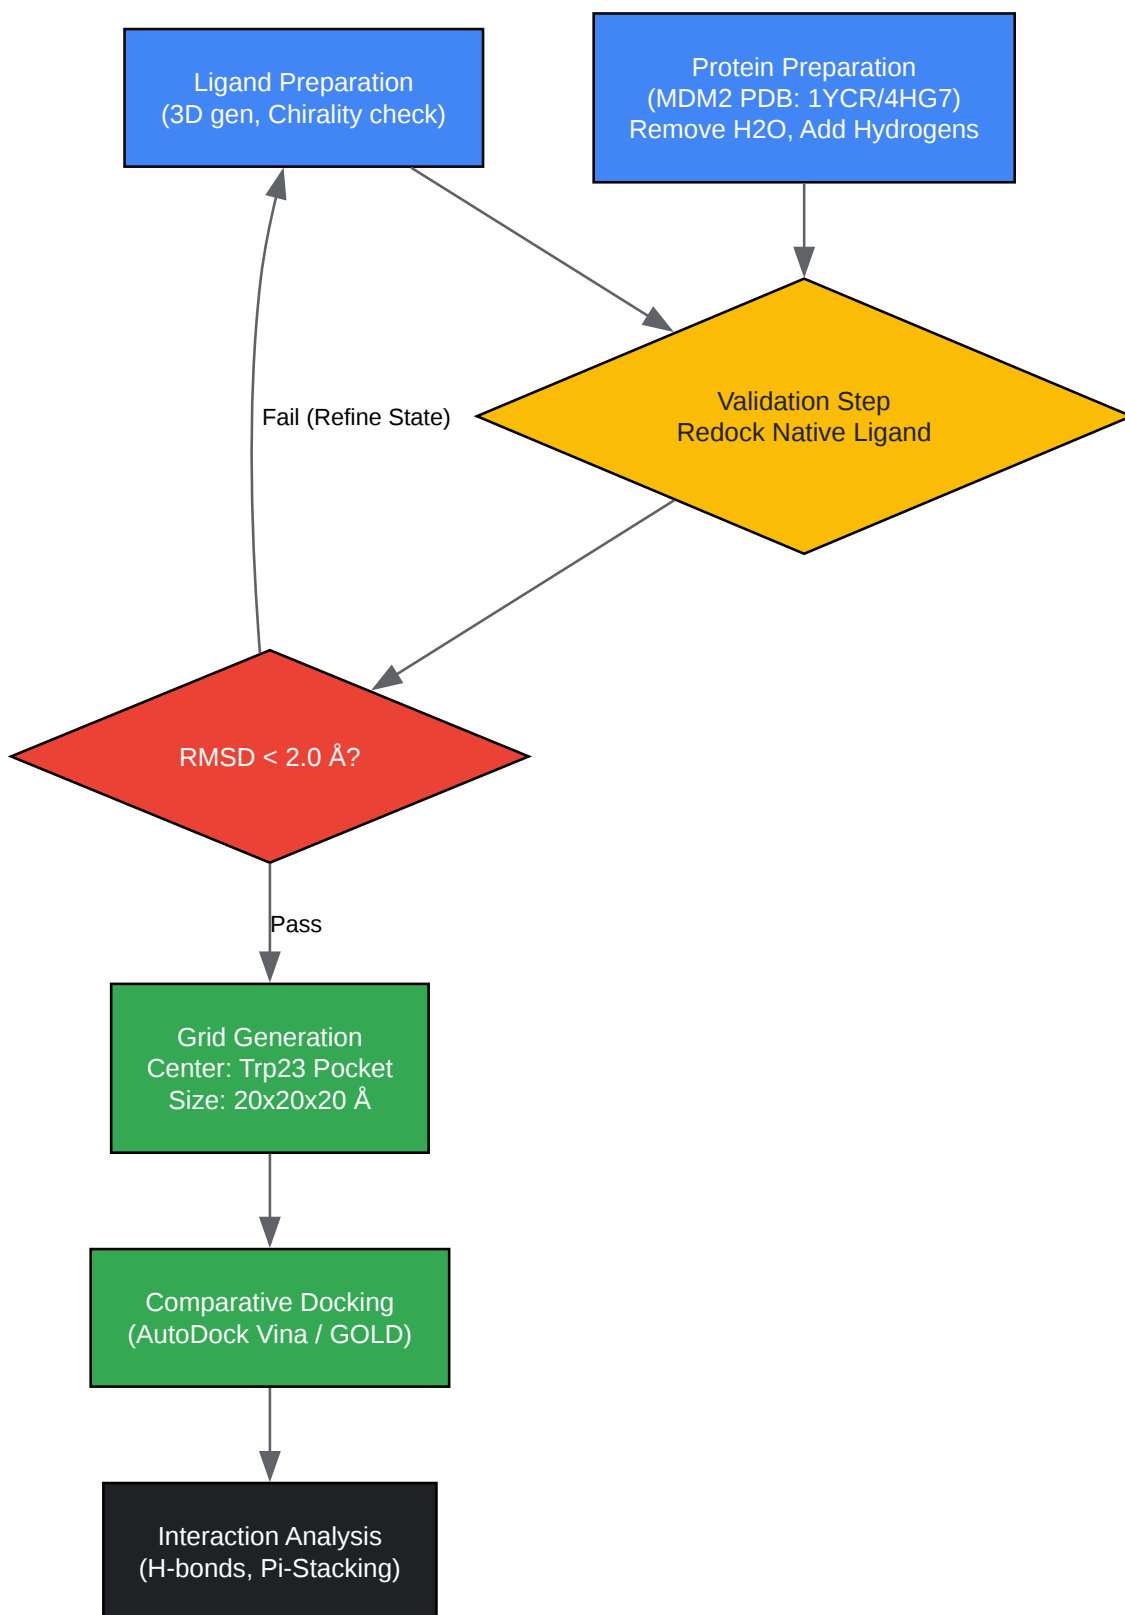 Ligand Preparation
(3D gen, Chirality check)
Protein Preparation
(MDM2 PDB: 1YCR/4HG7)
Remove H2O, Add Hydrogens
Validation Step
Redock Native Ligand
Fail (Refine State)
RMSD < 2.0 Å?
Pass
Grid Generation
Center: Trp23 Pocket
Size: 20x20x20 Å
Comparative Docking
(AutoDock Vina / GOLD)
Interaction Analysis
(H-bonds, Pi-Stacking)